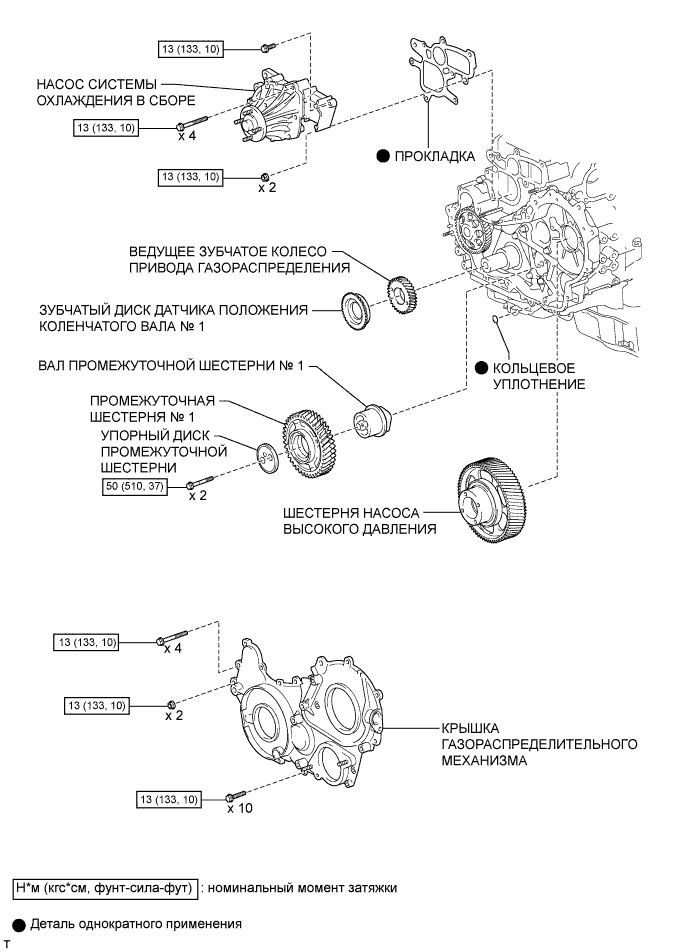 13 (133, 10)
НАСОС СИСТЕМЫ
ОХЛАЖДЕНИЯ В СБОРЕ
13 (133, 10)
x 4
ПРОКЛАДКА
13 (133, 10)
x 2
ВЕДУЩЕЕ ЗУБЧАТОЕ КОЛЕСО
ПРИВОДА ГАЗОРАСПРЕДЕЛЕНИЯ
ЗУБЧАТЫЙ ДИСК ДАТЧИКА ПОЛОЖЕНИЯ
КОЛЕНЧАТОГО ВАЛА № 1
ВАЛ ПРОМЕЖУТОЧНОЙ ШЕСТЕРНИ № 1
КОЛЬЦЕВОЕ
УПЛОТНЕНИЕ
ПРОМЕЖУТОЧНАЯ
ШЕСТЕРНЯ № 1
УПОРНЫЙ ДИСК
ПРОМЕЖУТОЧНОЙ
ШЕСТЕРНИ
50 (510, 37)
x 2
ШЕСТЕРНЯ НАСОСА
ВЫСОКОГО ДАВЛЕНИЯ
13 (133, 10)
x 4
13 (133, 10)
x 2
КРЫШКА
ГАЗОРАСПРЕДЕЛИТЕЛЬНОГО
МЕХАНИЗМА
13 (133, 10)
x 10
Н*м (кгс*см, фунт-сила-фут) : номинальный момент затяжки
Деталь однократного применения
T